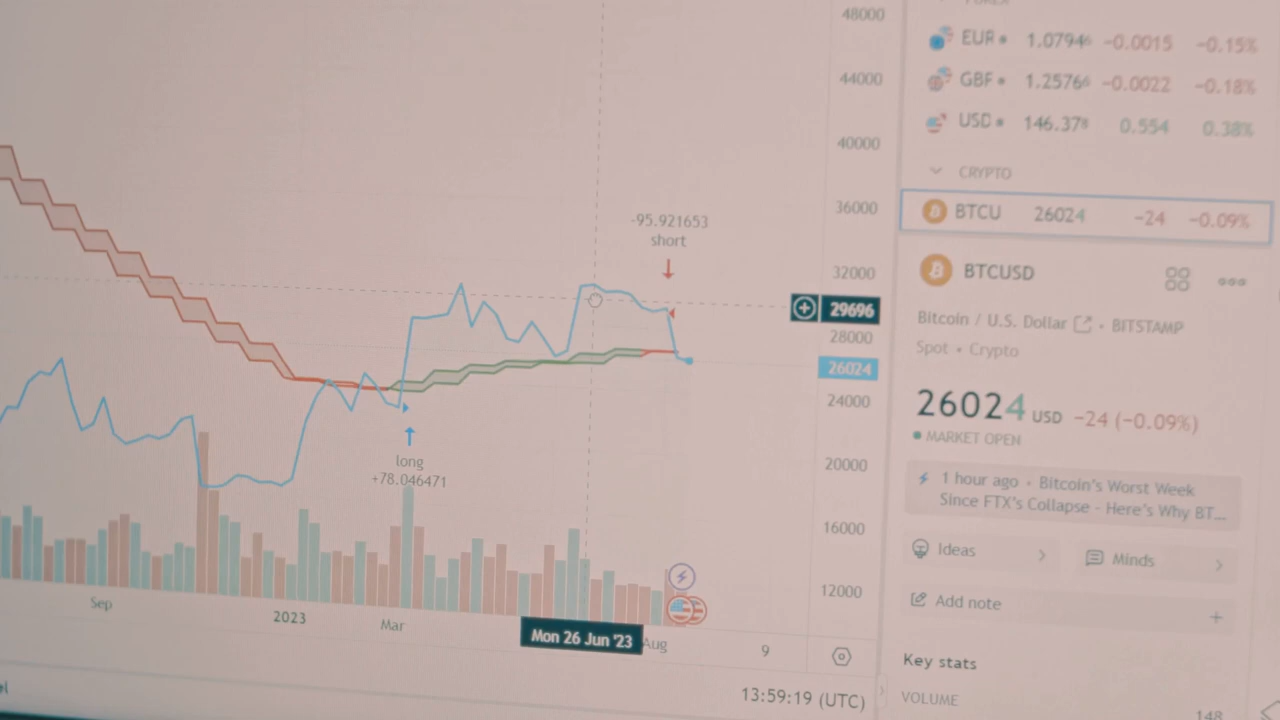 48000
44000
40000
36000
32000
29696
28000
26024
24000
20000
16000
12000
-95.921653
short
long
+78.046471
Sep
2023
Mar
Mon 26 Jun '23
Aug
9
13:59:19 (UTC)
EUR 1.07946 -0.0015 -0.15%
GBP 1.25766 -0.0022 -0.18%
USD 146.378 0.554 0.38%
CRYPTO
BTCU 26024 -24 -0.09%
BTCUSD
Bitcoin / U.S. Dollar • BITSTAMP
Spot • Crypto
26024 USD -24 (-0.09%)
MARKET OPEN
1 hour ago • Bitcoin's Worst Week
Since FTX's Collapse - Here's Why BT...
Ideas
Minds
Add note
Key stats
VOLUME
148